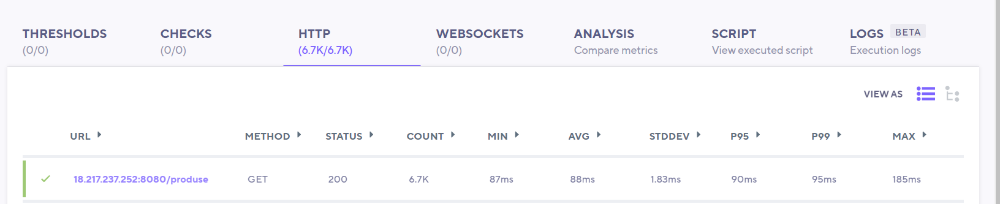 THRESHOLDS CHECKS HTTP WEBSOCKETS ANALYSIS SCRIPT LOGS BETA
(0/0) (0/0) (6.7K/6.7K) (0/0) Compare metrics View executed script Execution logs
VIEW AS
URL METHOD STATUS COUNT MIN AVG STDDEV P95 P99 MAX
18.217.237.252:8080/produse GET 200 6.7K 87ms 88ms 1.83ms 90ms 95ms 185ms